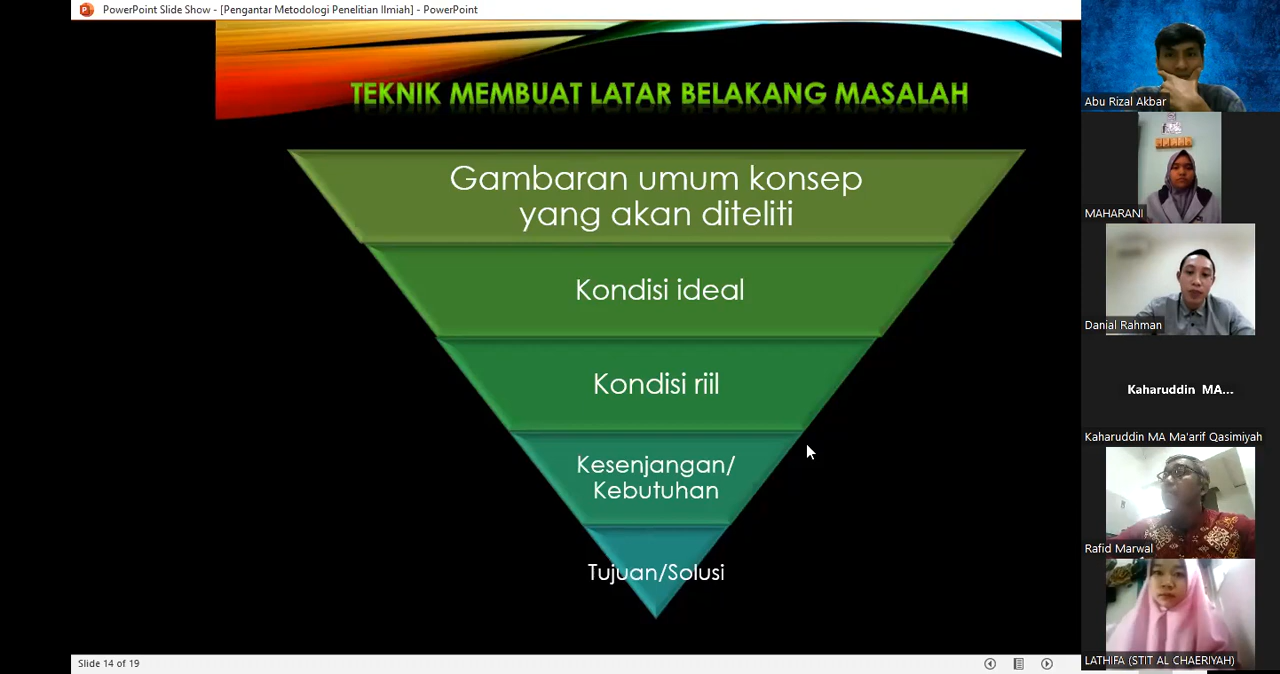 PowerPoint Slide Show - [Pengantar Metodologi Penelitian Ilmiah] - PowerPoint
TEKNIK MEMBUAT LATAR BELAKANG MASALAH
Gambaran umum konsep
yang akan diteliti
Kondisi ideal
Kondisi riil
Kesenjangan/
Kebutuhan
Tujuan/Solusi
Slide 14 of 19
Abu Rizal Akbar
MAHARANI
Danial Rahman
Kaharuddin MA...
Kaharuddin MA Ma'arif Qasimiyah
Rafid Marwal
LATHIFA (STIT AL CHAERIYAH)